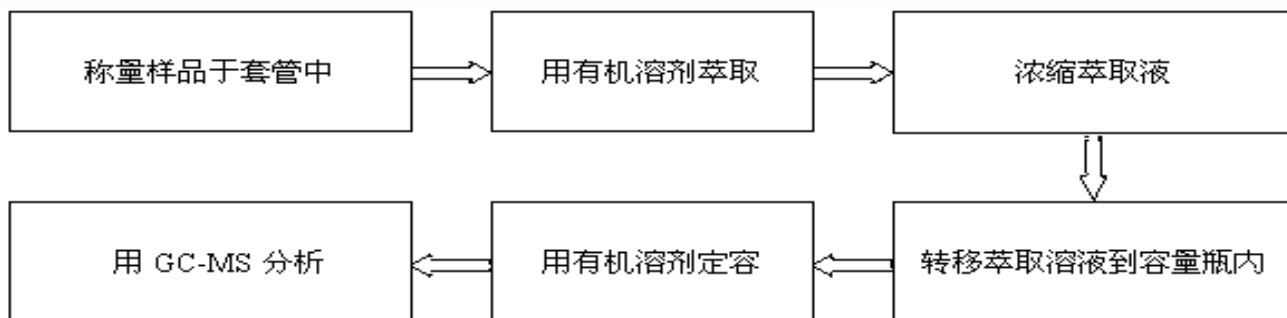 称量样品于套管中
用有机溶剂萃取
浓缩萃取液
转移萃取溶液到容量瓶内
用有机溶剂定容
用 GC-MS 分析